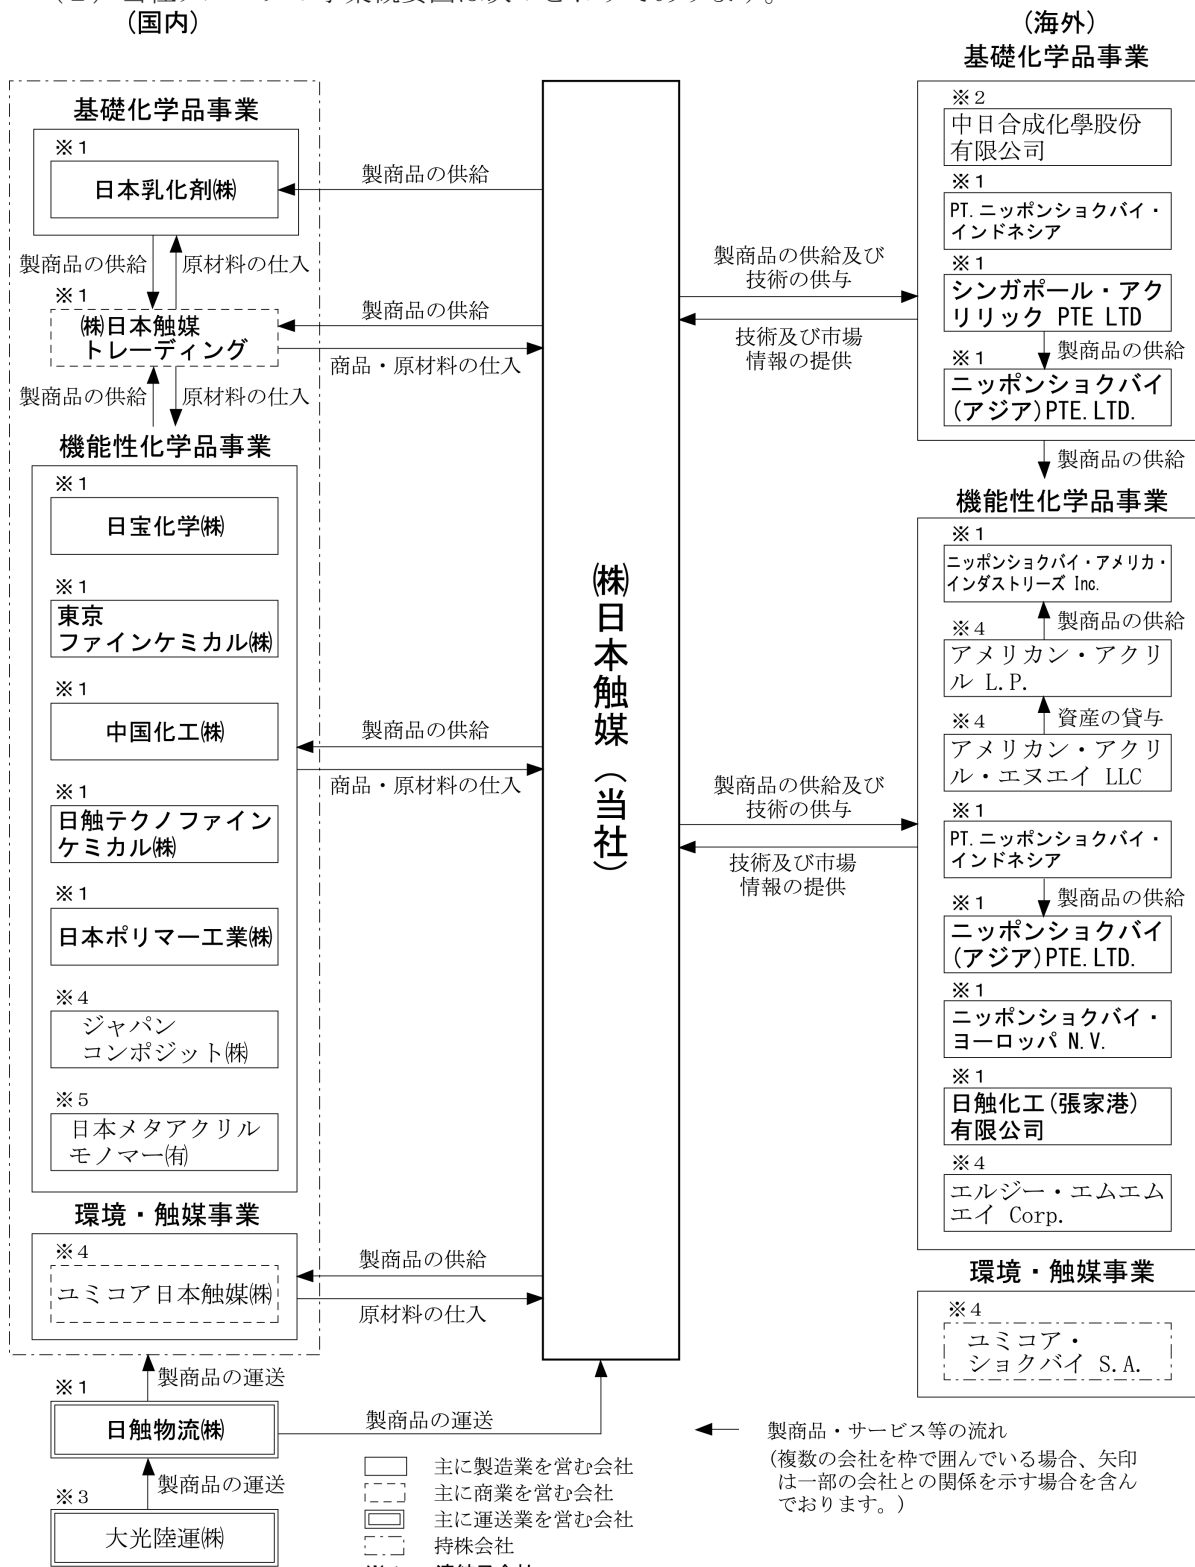 (国内)
基礎化学品事業
※1
日本乳化剤㈱
製商品の供給
製商品の供給
原材料の仕入
※1
㈱日本触媒
トレーディング
製商品の供給
商品・原材料の仕入
製商品の供給
原材料の仕入
機能性化学品事業
※1
日宝化学㈱
※1
東京
ファインケミカル㈱
※1
中国化工㈱
製商品の供給
商品・原材料の仕入
※1
日触テクノファイン
ケミカル㈱
※1
日本ポリマー工業㈱
※4
ジャパン
コンポジット㈱
※5
日本メタアクリル
モノマー㈲
環境・触媒事業
※4
ユミコア日本触媒㈱
製商品の供給
原材料の仕入
製商品の運送
※1
日触物流㈱
製商品の運送
製商品の運送
※3
大光陸運㈱
㈱日本触媒（当社）
(海外)
基礎化学品事業
※2
中日合成化學股份
有限公司
※1
PT.ニッポンショクバイ・
インドネシア
※1
シンガポール・アク
リリック PTE LTD
製商品の供給
※1
ニッポンショクバイ
(アジア)PTE.LTD.
製商品の供給及び
技術の供与
技術及び市場
情報の提供
製商品の供給
機能性化学品事業
※1
ニッポンショクバイ・アメリカ・
インダストリーズ Inc.
製商品の供給
※4
アメリカン・アクリ
ル L.P.
資産の貸与
※4
アメリカン・アクリ
ル・エヌエイ LLC
製商品の供給及び
技術の供与
技術及び市場
情報の提供
※1
PT.ニッポンショクバイ・
インドネシア
製商品の供給
※1
ニッポンショクバイ
(アジア)PTE.LTD.
※1
ニッポンショクバイ・
ヨーロッパ N.V.
※1
日触化工(張家港)
有限公司
※4
エルジー・エムエム
エイ Corp.
環境・触媒事業
※4
ユミコア・
ショクバイ S.A.
製商品・サービス等の流れ
(複数の会社を枠で囲んでいる場合、矢印
は一部の会社との関係を示す場合を含ん
でおります。)
主に製造業を営む会社
主に商業を営む会社
主に運送業を営む会社
持株会社